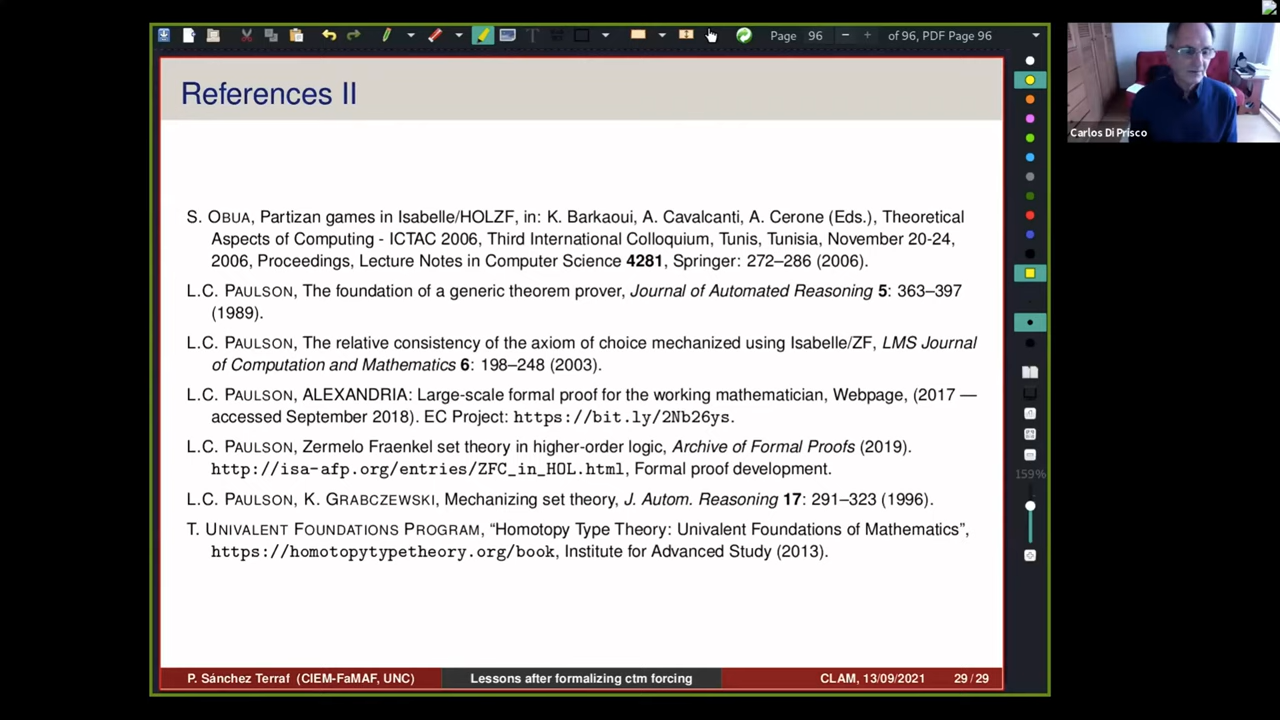 Page 96 of 96, PDF Page 96
Carlos Di Prisco
References II
S. OBUA, Partizan games in Isabelle/HOLZF, in: K. Barkaoui, A. Cavalcanti, A. Cerone (Eds.), Theoretical
Aspects of Computing - ICTAC 2006, Third International Colloquium, Tunis, Tunisia, November 20-24,
2006, Proceedings, Lecture Notes in Computer Science 4281, Springer: 272–286 (2006).
L.C. PAULSON, The foundation of a generic theorem prover, Journal of Automated Reasoning 5: 363–397
(1989).
L.C. PAULSON, The relative consistency of the axiom of choice mechanized using Isabelle/ZF, LMS Journal
of Computation and Mathematics 6: 198–248 (2003).
L.C. PAULSON, ALEXANDRIA: Large-scale formal proof for the working mathematician, Webpage, (2017 —
accessed September 2018). EC Project: https://bit.ly/2Nb26ys.
L.C. PAULSON, Zermelo Fraenkel set theory in higher-order logic, Archive of Formal Proofs (2019).
http://isa-afp.org/entries/ZFC_in_HOL.html, Formal proof development.
L.C. PAULSON, K. GRABCZEWSKI, Mechanizing set theory, J. Autom. Reasoning 17: 291–323 (1996).
T. UNIVALENT FOUNDATIONS PROGRAM, “Homotopy Type Theory: Univalent Foundations of Mathematics”,
https://homotopytypetheory.org/book, Institute for Advanced Study (2013).
159%
P. Sánchez Terraf (CIEM-FaMAF, UNC) Lessons after formalizing ctm forcing CLAM, 13/09/2021 29 / 29